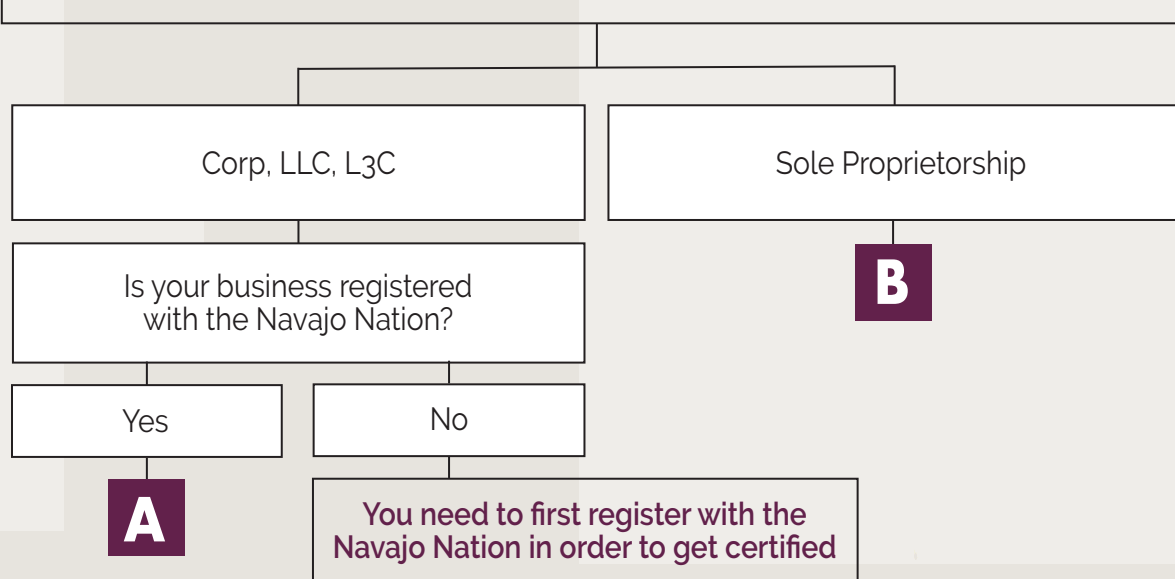 Corp, LLC, L3C
Sole Proprietorship
B
Is your business registered
with the Navajo Nation?
Yes
No
A
You need to first register with the
Navajo Nation in order to get certified